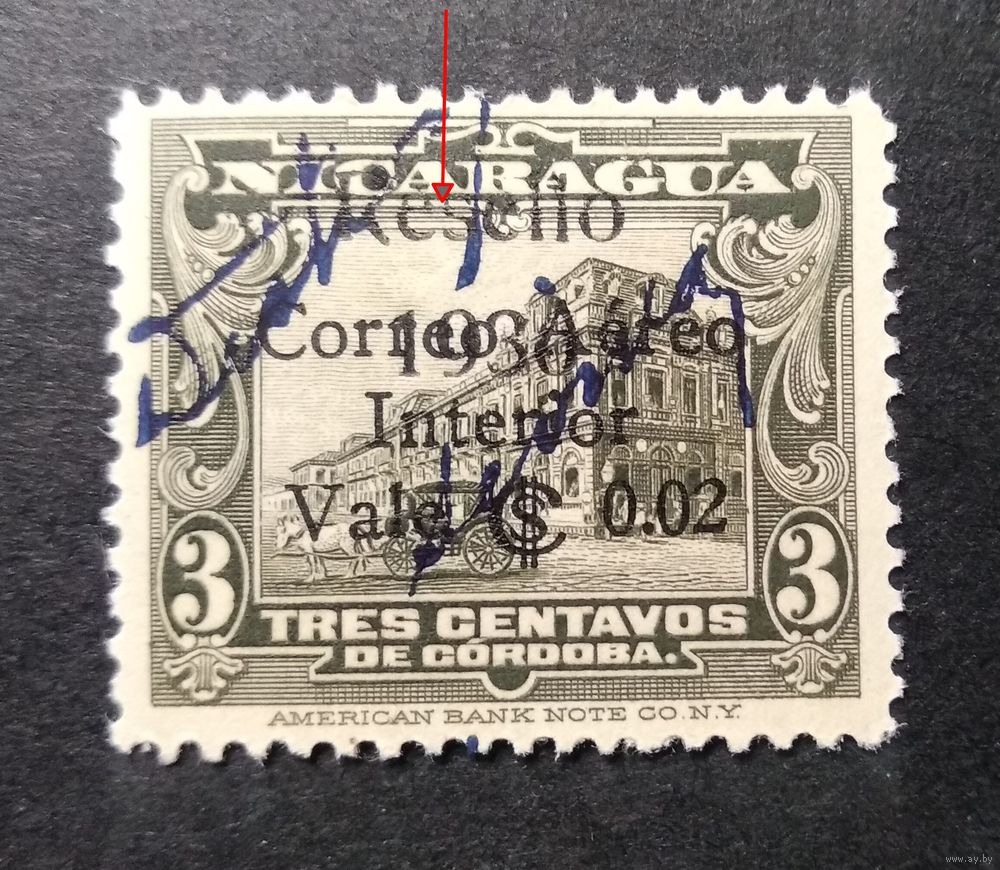 NICARAGUA
Resello
1936
Correo Aéreo
Interior
Vale C$ 0.02
3 3
TRES CENTAVOS
DE CÓRDOBA.
AMERICAN BANK NOTE CO. N.Y.
www.ay.by